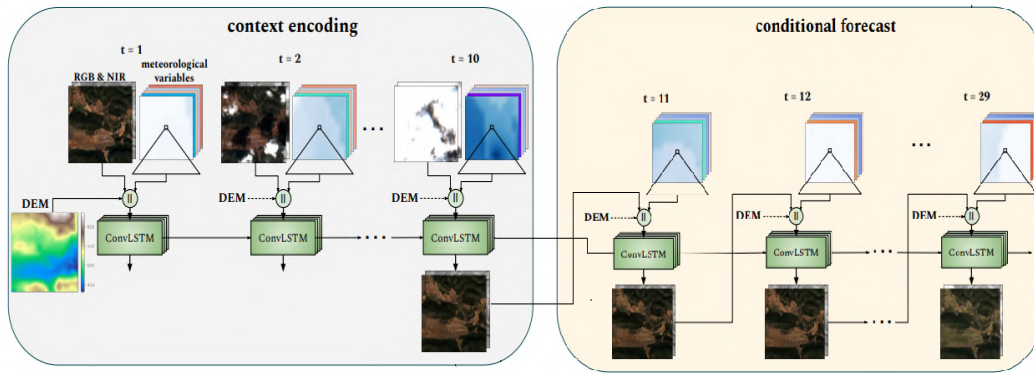 context encoding
t = 1
t = 2
t = 10
RGB & NIR
meteorological
variables
. . .
DEM
||
DEM
||
DEM
||
ConvLSTM
ConvLSTM
. . .
ConvLSTM
conditional forecast
t = 11
t = 12
t = 29
. . .
DEM
||
DEM
||
DEM
||
ConvLSTM
ConvLSTM
. . .
ConvLSTM
. . .